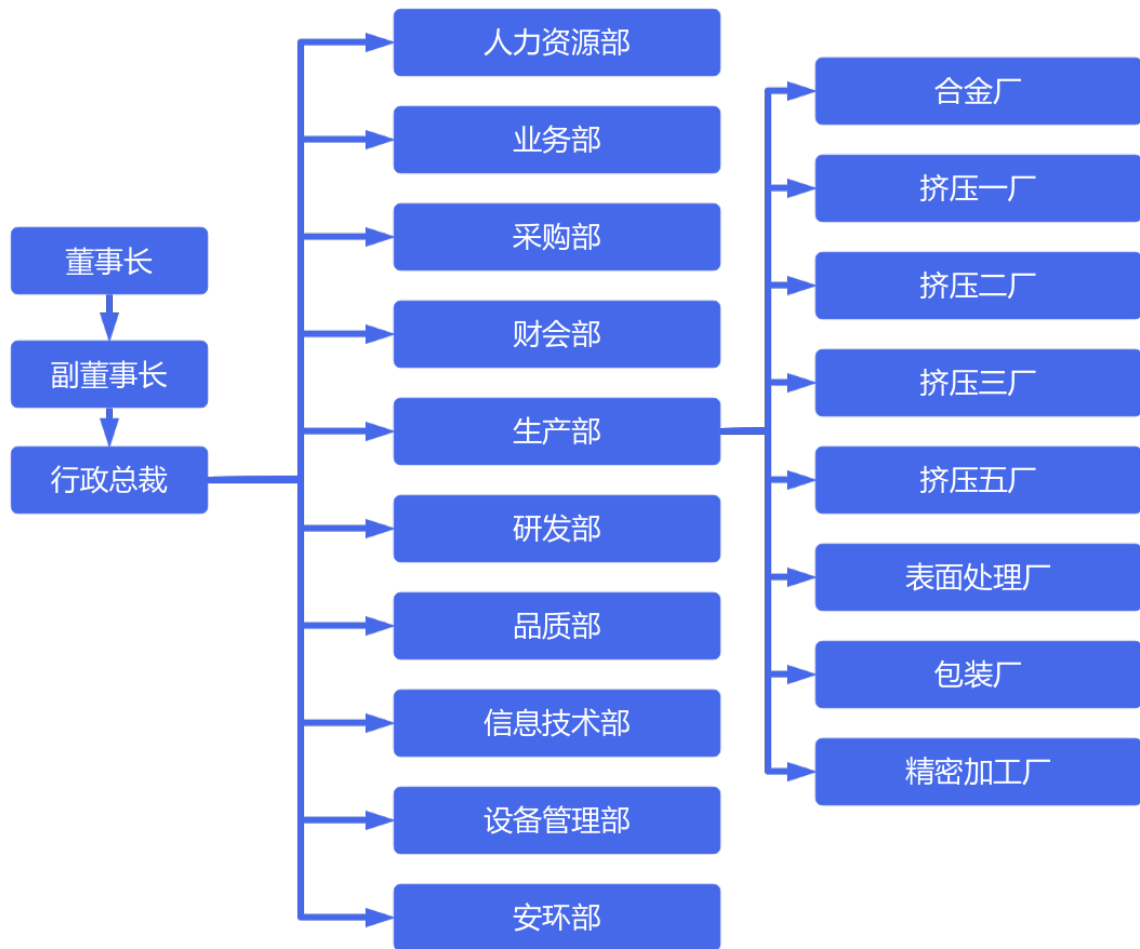 董事长
副董事长
行政总裁
人力资源部
业务部
采购部
财会部
生产部
研发部
品质部
信息技术部
设备管理部
安环部
合金厂
挤压一厂
挤压二厂
挤压三厂
挤压五厂
表面处理厂
包装厂
精密加工厂